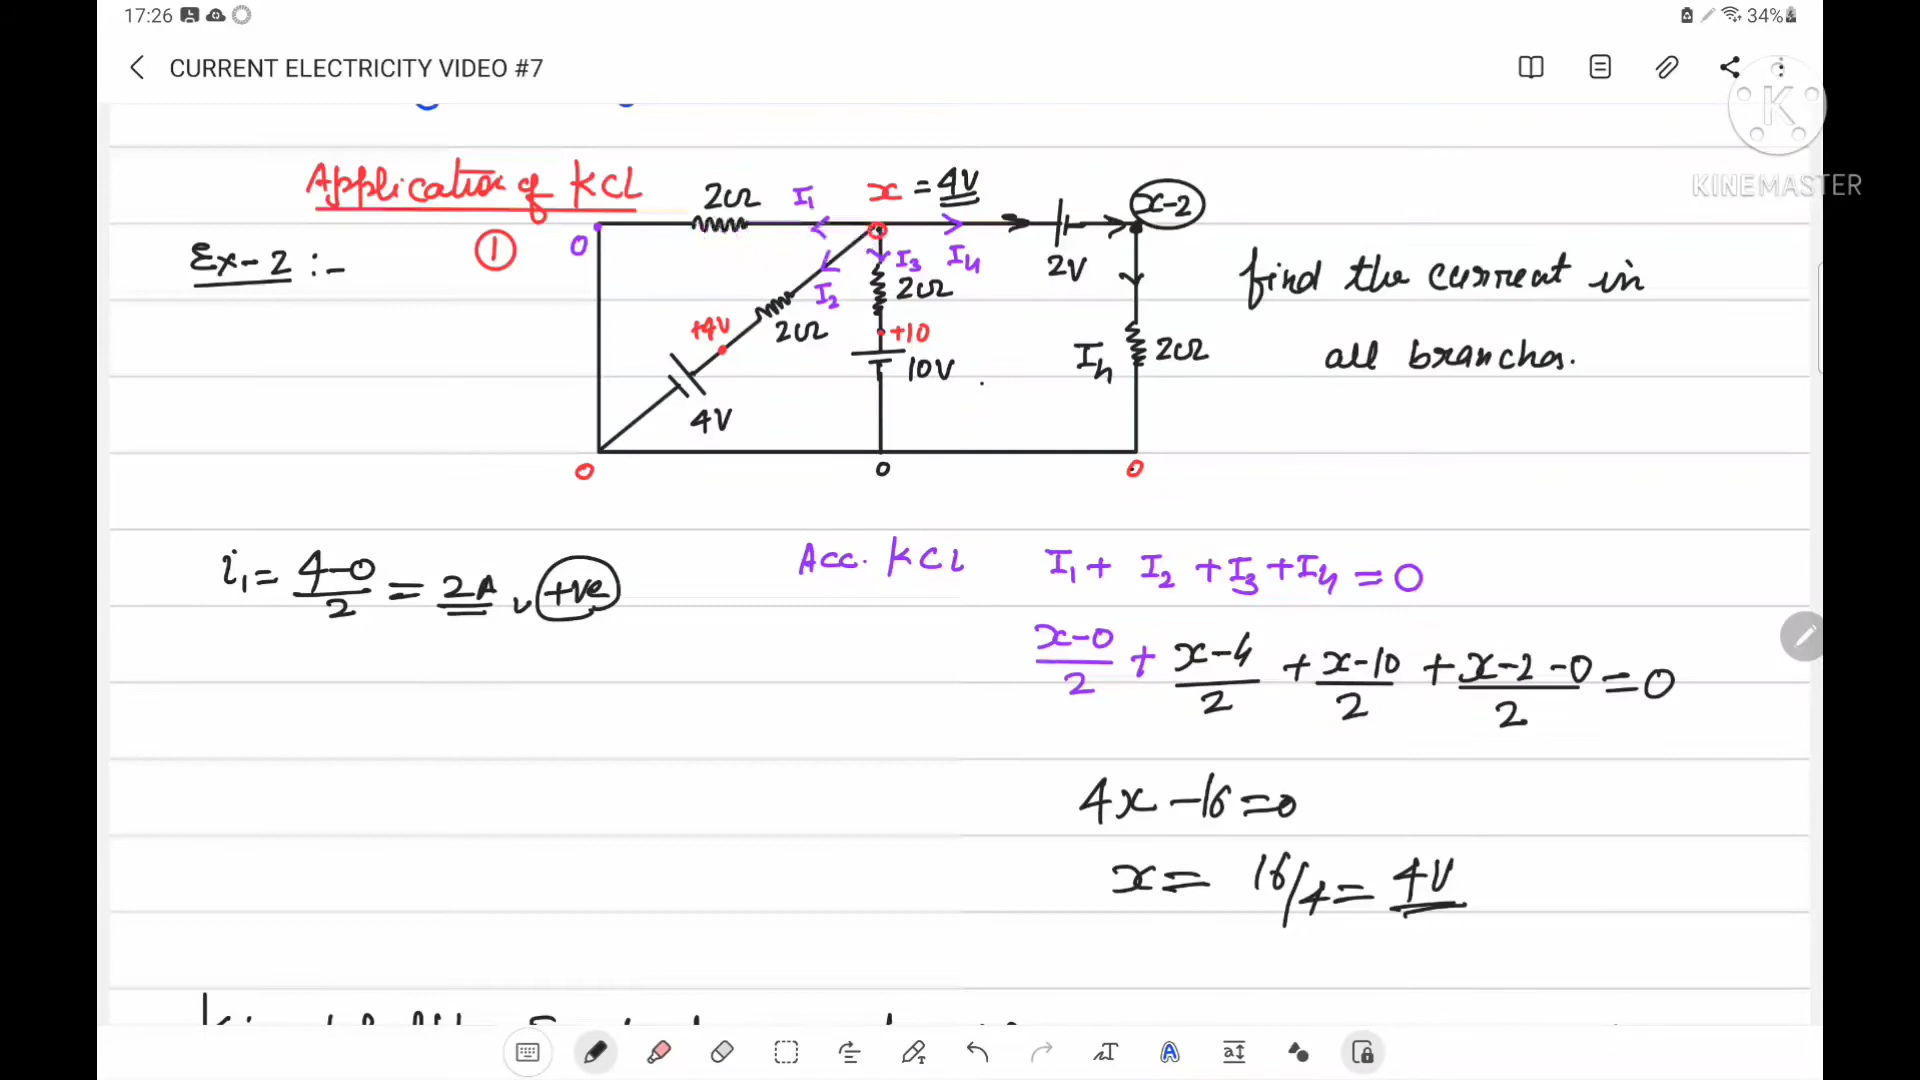 17:26 34%
CURRENT ELECTRICITY VIDEO #7
K
KINEMASTER
Application of KCL
Ex-2 :-
①
2Ω I₁ x = 4V x-2
0 I₃ I₄ 2V
I₂ 2Ω
+4V 2Ω +10 I₄ 2Ω
4V 10V
0 0 0
find the current in
all branches.
i₁ = 4-0/2 = 2A, +ve
Acc. KCL I₁ + I₂ + I₃ + I₄ = 0
x-0/2 + x-4/2 + x-10/2 + x-2-0/2 = 0
4x - 16 = 0
x = 16/4 = 4V